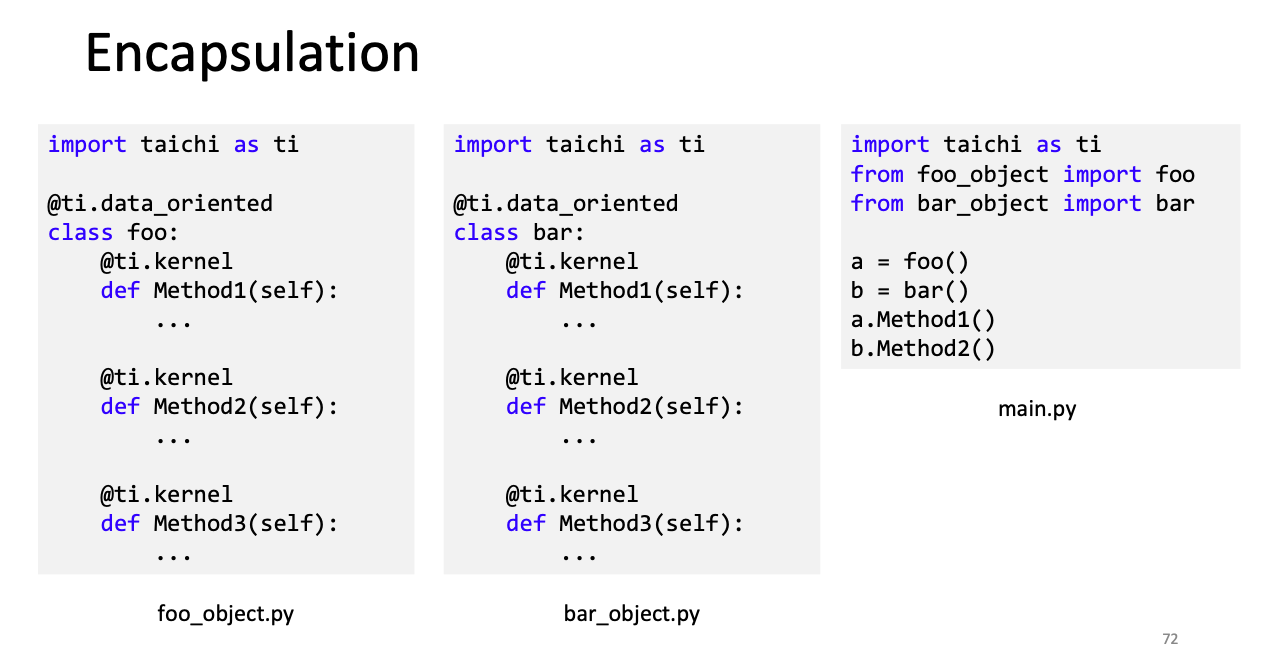 Encapsulation
import taichi as ti
@ti.data_oriented
class foo:
@ti.kernel
def Method1(self):
...
@ti.kernel
def Method2(self):
...
@ti.kernel
def Method3(self):
...
foo_object.py
import taichi as ti
@ti.data_oriented
class bar:
@ti.kernel
def Method1(self):
...
@ti.kernel
def Method2(self):
...
@ti.kernel
def Method3(self):
...
bar_object.py
import taichi as ti
from foo_object import foo
from bar_object import bar
a = foo()
b = bar()
a.Method1()
b.Method2()
main.py
72